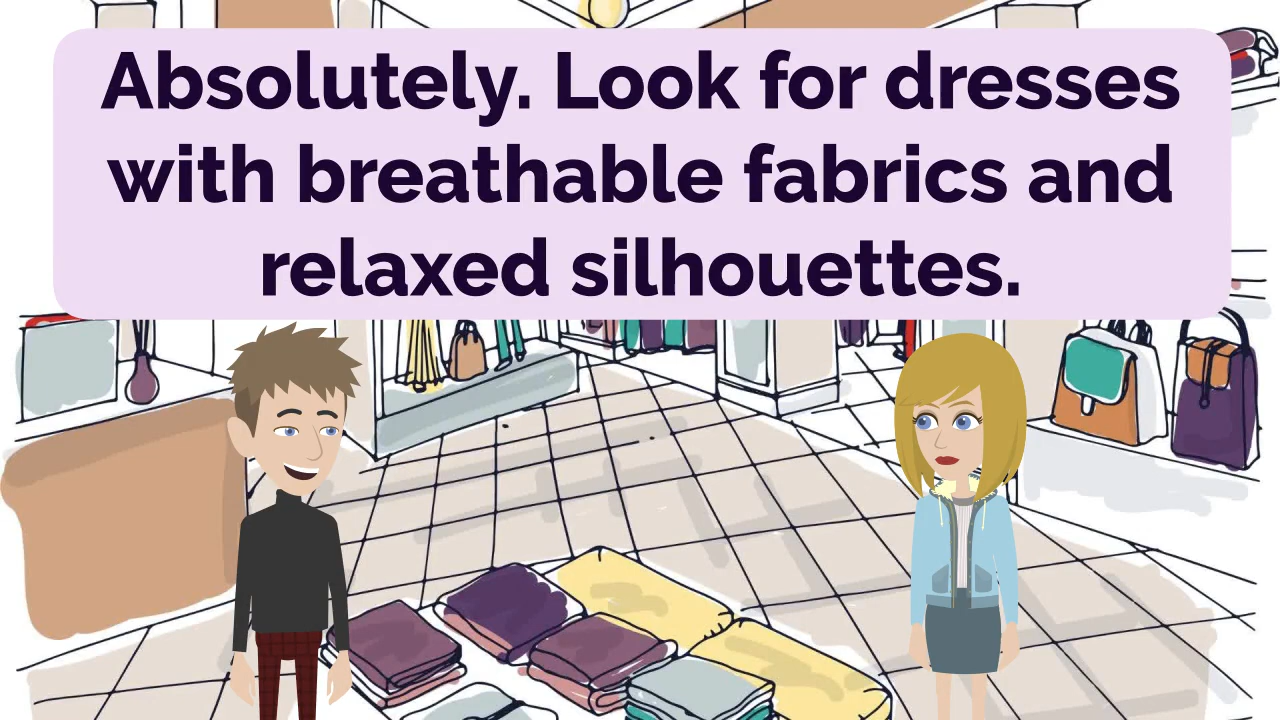 Absolutely. Look for dresses
with breathable fabrics and
relaxed silhouettes.